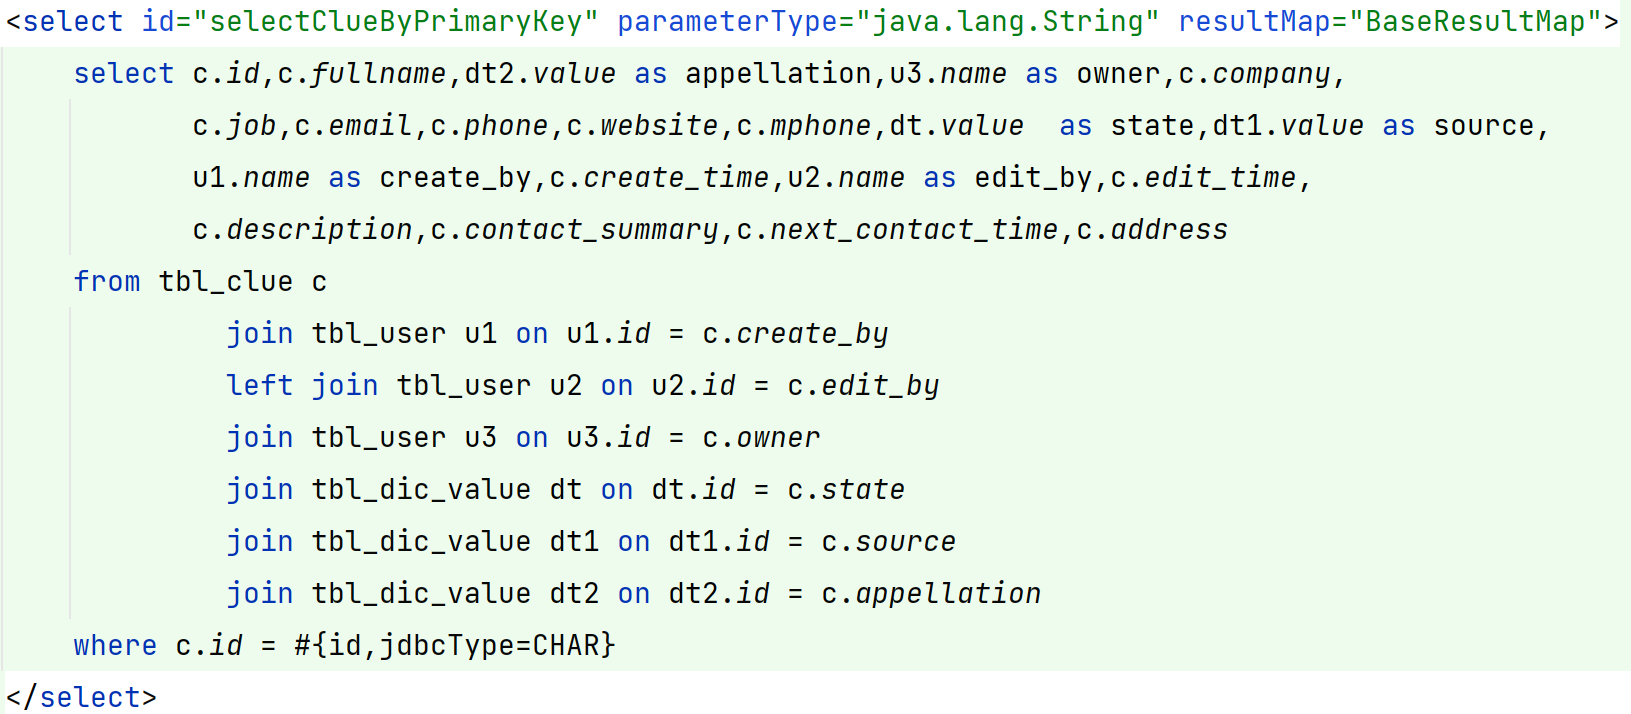 <select id="selectClueByPrimaryKey" parameterType="java.lang.String" resultMap="BaseResultMap">
select c.id,c.fullname,dt2.value as appellation,u3.name as owner,c.company,
c.job,c.email,c.phone,c.website,c.mphone,dt.value  as state,dt1.value as source,
u1.name as create_by,c.create_time,u2.name as edit_by,c.edit_time,
c.description,c.contact_summary,c.next_contact_time,c.address
from tbl_clue c
join tbl_user u1 on u1.id = c.create_by
left join tbl_user u2 on u2.id = c.edit_by
join tbl_user u3 on u3.id = c.owner
join tbl_dic_value dt on dt.id = c.state
join tbl_dic_value dt1 on dt1.id = c.source
join tbl_dic_value dt2 on dt2.id = c.appellation
where c.id = #{id,jdbcType=CHAR}
</select>